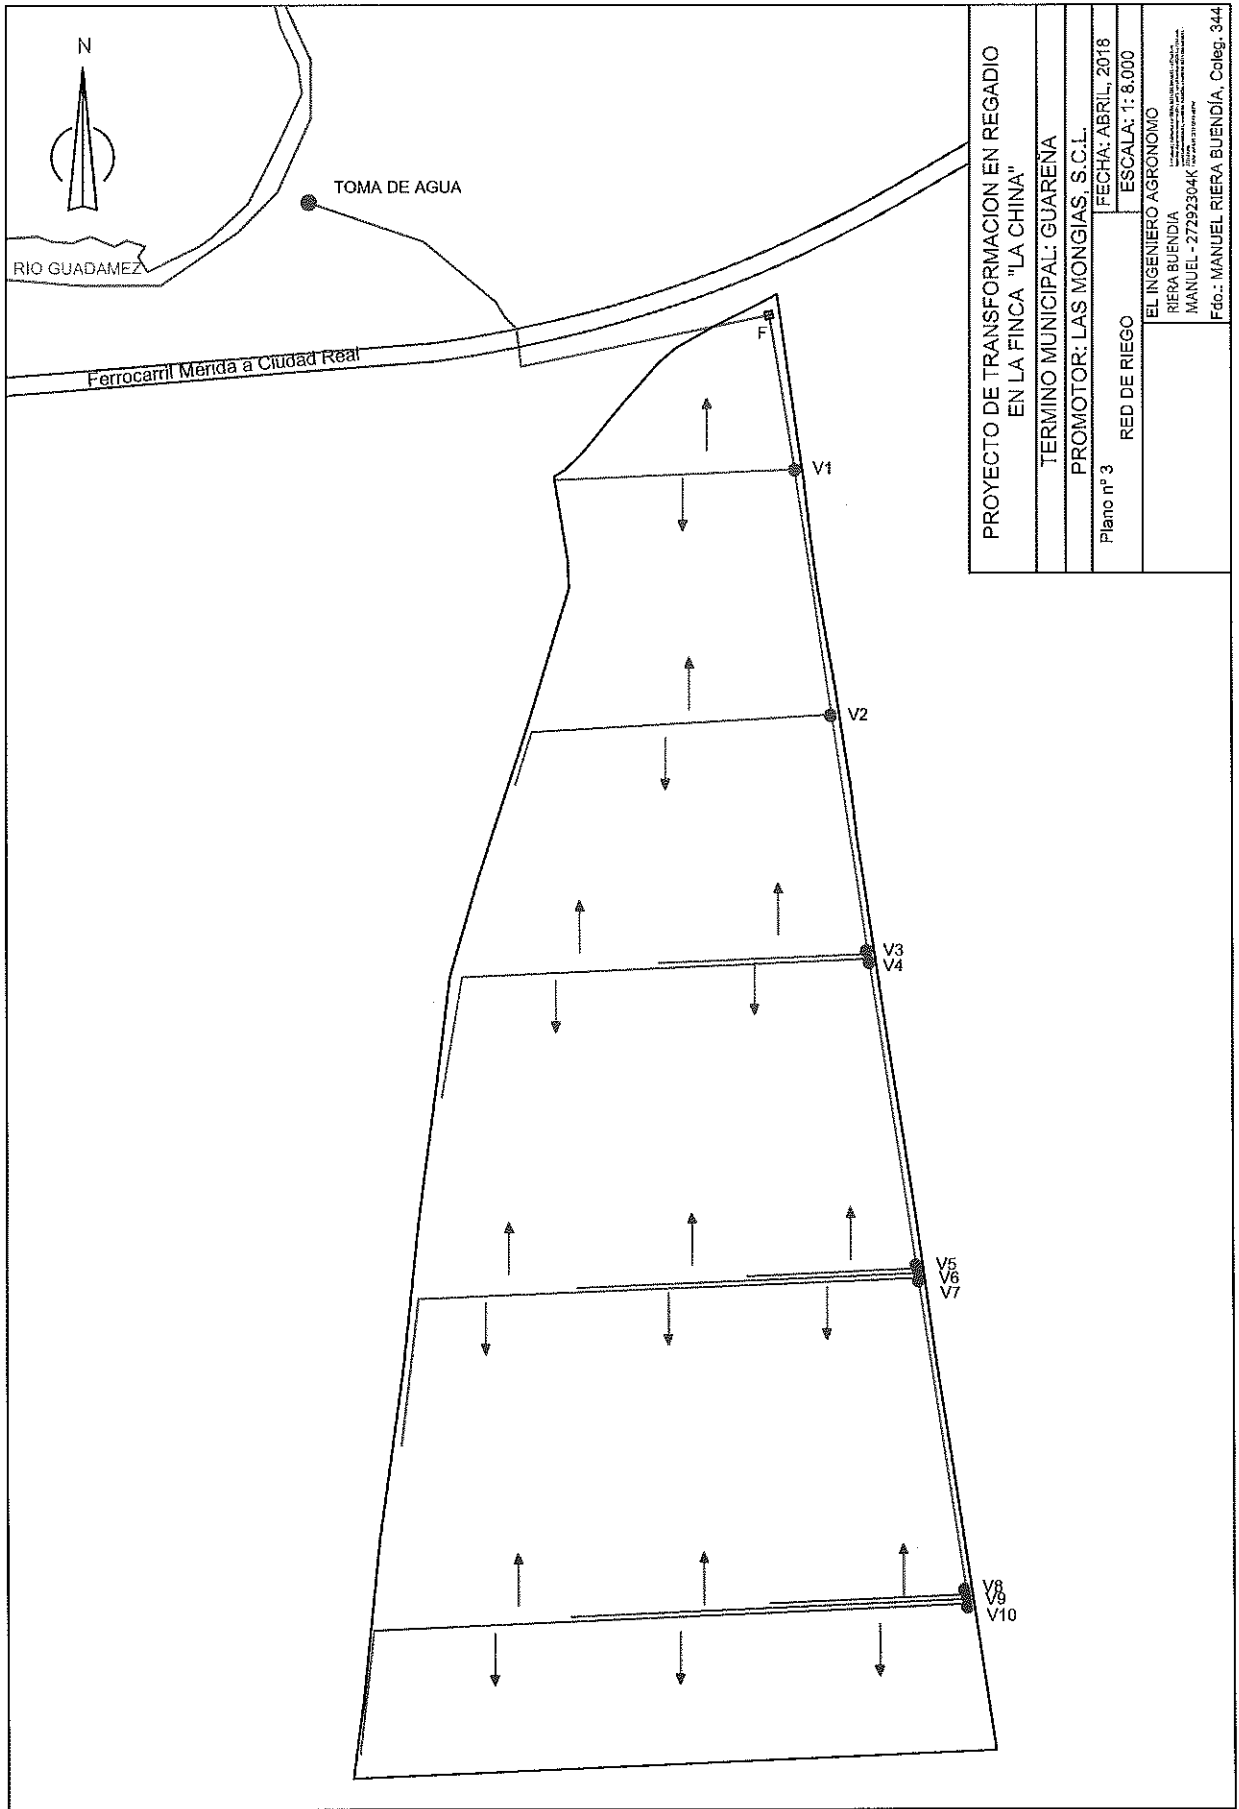 N
TOMA DE AGUA
RIO GUADAMEZ
Ferrocarril Mérida a Ciudad Real
F
V1
V2
V3
V4
V5
V6
V7
V8
V9
V10
PROYECTO DE TRANSFORMACION EN REGADIO
EN LA FINCA "LA CHINA"
TERMINO MUNICIPAL: GUAREÑA
PROMOTOR: LAS MONGIAS, S.C.L.
Plano nº 3
RED DE RIEGO
FECHA: ABRIL, 2018
ESCALA: 1: 8.000
EL INGENIERO AGRONOMO
RIERA BUENDIA
MANUEL - 27292304K
Fdo.: MANUEL RIERA BUENDÍA, Coleg. 344